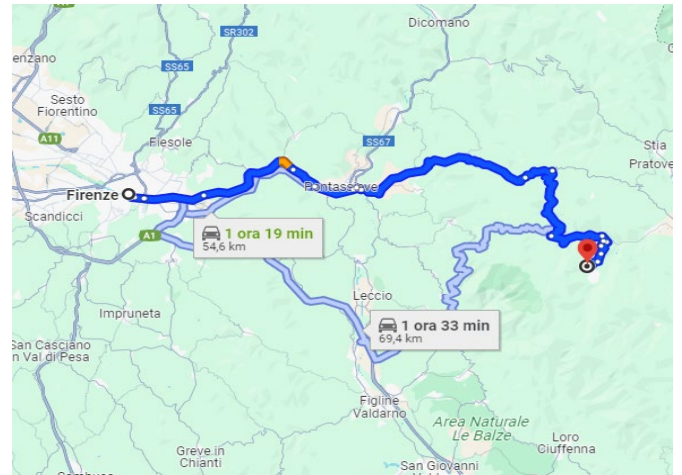 Dicomano
SR302
SS65
enzano
Sesto
Fiorentino
SS65
A11
Fiesole
SS67
Stia
Pratove
Pontassieve
Firenze
Scandicci
A1
1 ora 19 min
54,6 km
Impruneta
Leccio
1 ora 33 min
69,4 km
San Casciano
in Val di Pesa
Figline
Valdarno
Area Naturale
Le Balze
Loro
Ciuffenna
Greve in
Chianti
San Giovanni